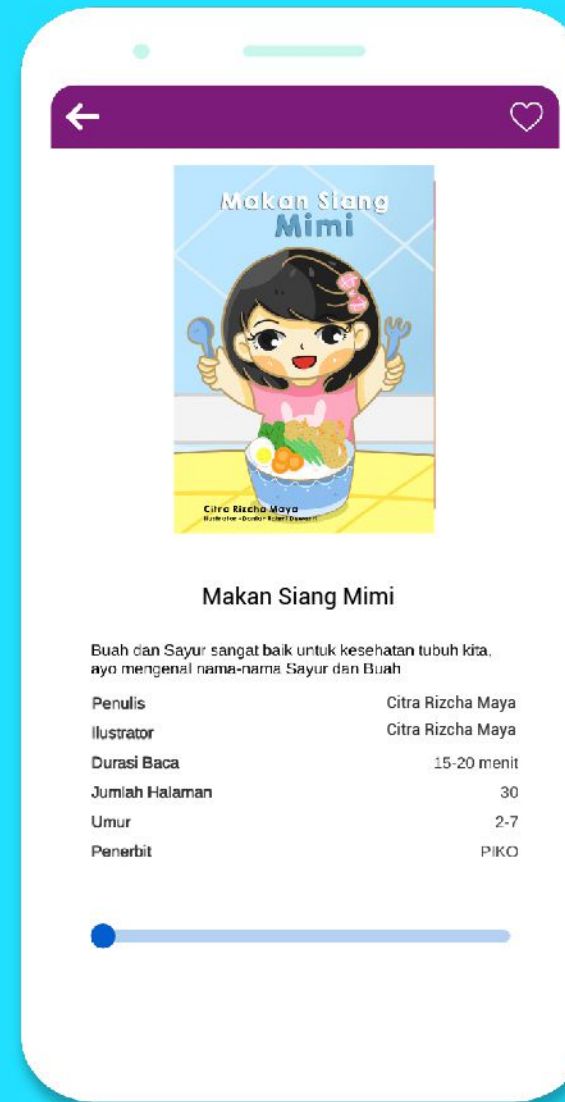 Makan Siang
Mimi
Citra Rizcha Maya
Ilustrator
Makan Siang Mimi
Buah dan Sayur sangat baik untuk kesehatan tubuh kita,
ayo mengenal nama-nama Sayur dan Buah
Penulis Citra Rizcha Maya
Ilustrator Citra Rizcha Maya
Durasi Baca 15-20 menit
Jumlah Halaman 30
Umur 2-7
Penerbit PIKO